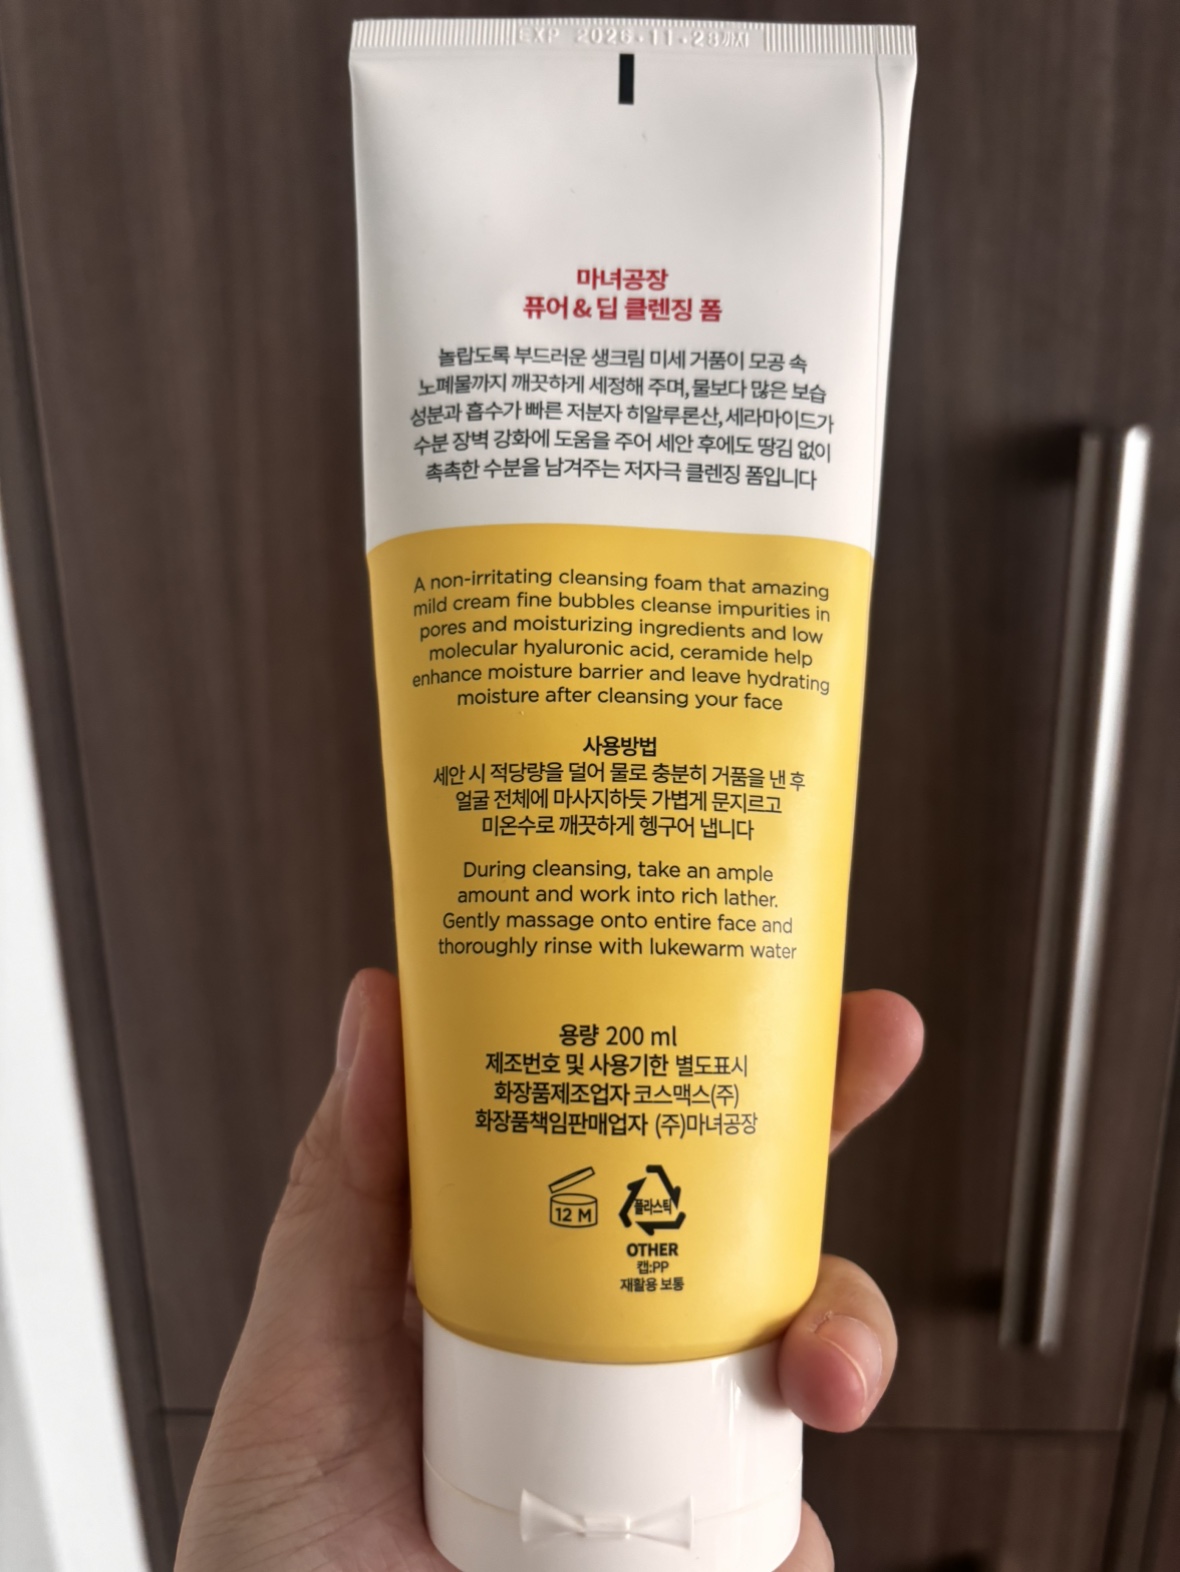 EXP 2026.11.28까지
마녀공장
퓨어&딥 클렌징 폼
놀랍도록 부드러운 생크림 미세 거품이 모공 속
노폐물까지 깨끗하게 세정해 주며, 물보다 많은 보습
성분과 흡수가 빠른 저분자 히알루론산, 세라마이드가
수분 장벽 강화에 도움을 주어 세안 후에도 땅김 없이
촉촉한 수분을 남겨주는 저자극 클렌징 폼입니다
A non-irritating cleansing foam that amazing
mild cream fine bubbles cleanse impurities in
pores and moisturizing ingredients and low
molecular hyaluronic acid, ceramide help
enhance moisture barrier and leave hydrating
moisture after cleansing your face
사용방법
세안 시 적당량을 덜어 물로 충분히 거품을 낸 후
얼굴 전체에 마사지하듯 가볍게 문지르고
미온수로 깨끗하게 헹구어 냅니다
During cleansing, take an ample
amount and work into rich lather.
Gently massage onto entire face and
thoroughly rinse with lukewarm water
용량 200 ml
제조번호 및 사용기한 별도표시
화장품제조업자 코스맥스(주)
화장품책임판매업자 (주)마녀공장
12 M
플라스틱
OTHER
캡:PP
재활용 보통